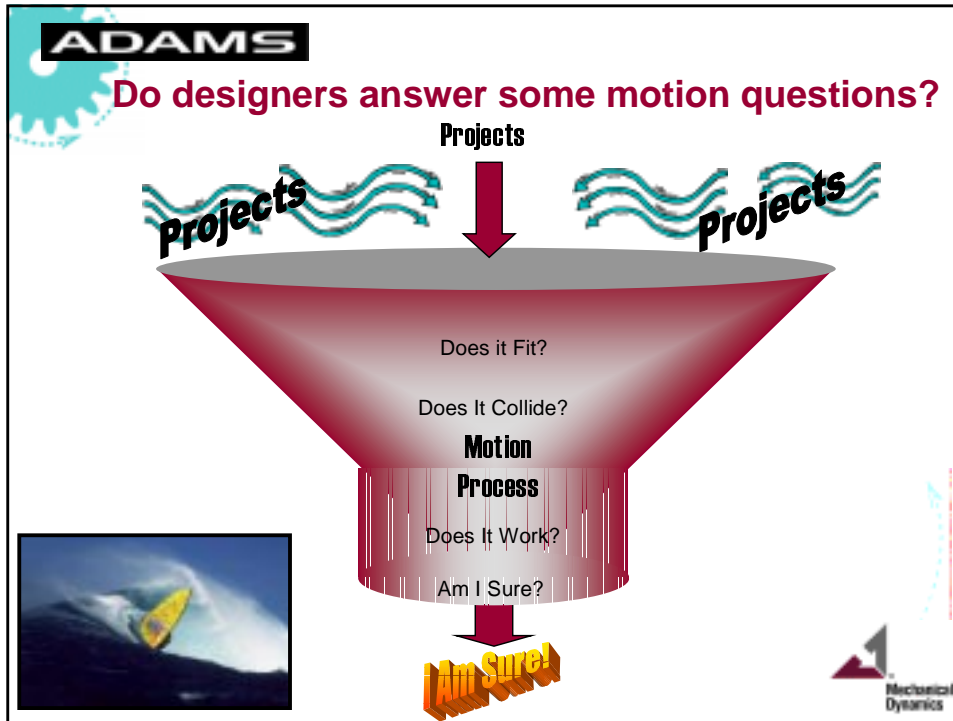 ADAMS
Do designers answer some motion questions?
Projects
Projects
Projects
Does it Fit?
Does It Collide?
Motion
Process
Does It Work?
Am I Sure?
I Am Sure!
Mechanical
Dynamics